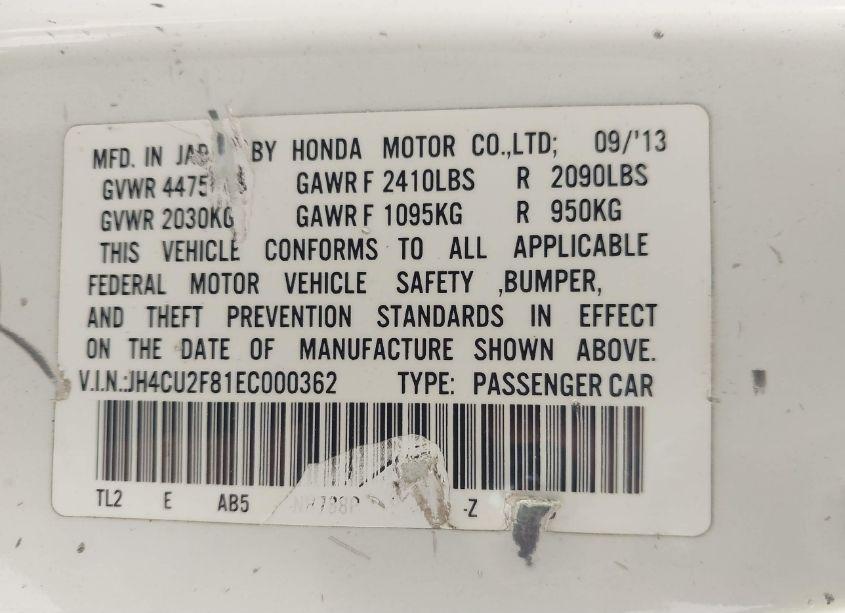 MFD. IN BY HONDA MOTOR CO.,LTD; 09/'13
GVWR GAWR F 2410LBS R 2090LBS
GVWR 2030KG GAWR F 1095KG R 950KG
THIS VEHICLE CONFORMS TO ALL APPLICABLE
FEDERAL MOTOR VEHICLE SAFETY ,BUMPER,
AND THEFT PREVENTION STANDARDS IN EFFECT
ON THE DATE OF MANUFACTURE SHOWN ABOVE.
V.I.N.:JH4CU2F81EC000362 TYPE: PASSENGER CAR
TL2 E AB5 -Z